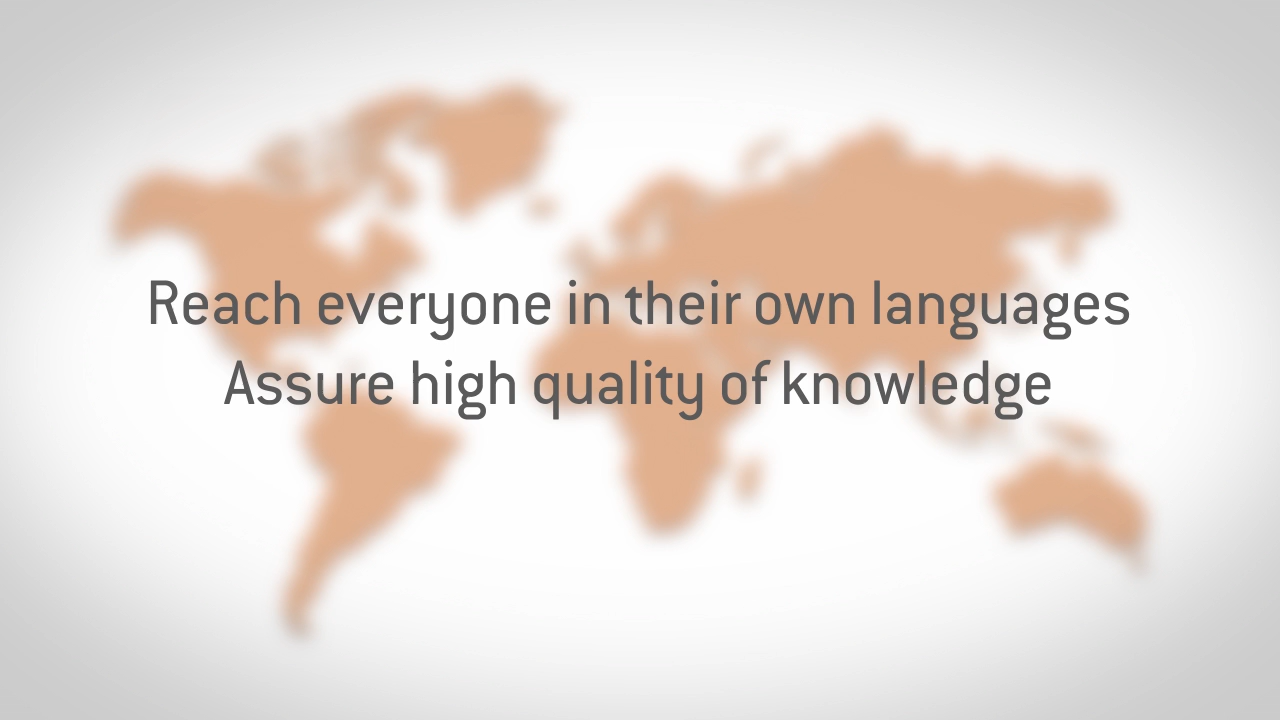 Reach everyone in their own languages
Assure high quality of knowledge